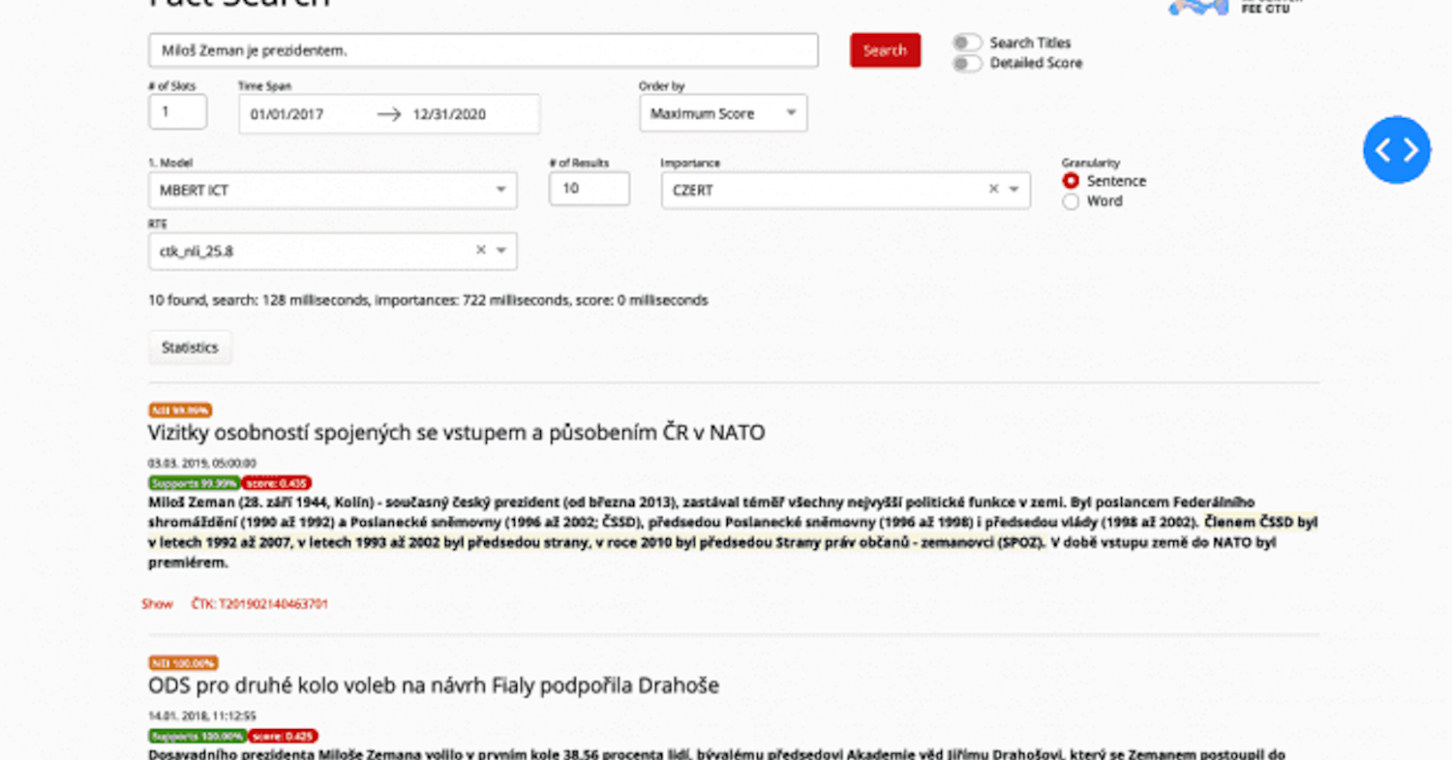 Fact Search
FEE CTU
Miloš Zeman je prezidentem.
Search
Search Titles
Detailed Score
# of Slots
Time Span
Order by
1
01/01/2017
12/31/2020
Maximum Score
1. Model
# of Results
Importance
Granularity
MBERT ICT
10
CZERT
Sentence
Word
RTE
ctk_nli_25.8
10 found, search: 128 milliseconds, importances: 722 milliseconds, score: 0 milliseconds
Statistics
NEI 99.99%
Vizitky osobností spojených se vstupem a působením ČR v NATO
03.03. 2019, 05:00:00
Supports 99.99% score: 0.435
Miloš Zeman (28. září 1944, Kolín) - současný český prezident (od března 2013), zastával téměř všechny nejvyšší politické funkce v zemi. Byl poslancem Federálního
shromáždění (1990 až 1992) a Poslanecké sněmovny (1996 až 2002; ČSSD), předsedou Poslanecké sněmovny (1996 až 1998) i předsedou vlády (1998 až 2002). Členem ČSSD byl
v letech 1992 až 2007, v letech 1993 až 2002 byl předsedou strany, v roce 2010 byl předsedou Strany práv občanů - zemanovci (SPOZ). V době vstupu země do NATO byl
premiérem.
Show ČTK: T201902140463701
NEI 100.00%
ODS pro druhé kolo voleb na návrh Fialy podpořila Drahoše
14.01. 2018, 11:12:55
Supports 100.00% score: 0.425
Dosavadního prezidenta Miloše Zemana volilo v prvním kole 38,56 procenta lidí, bývalému předsedovi Akademie věd Jiřímu Drahošovi, který se Zemanem postoupil do